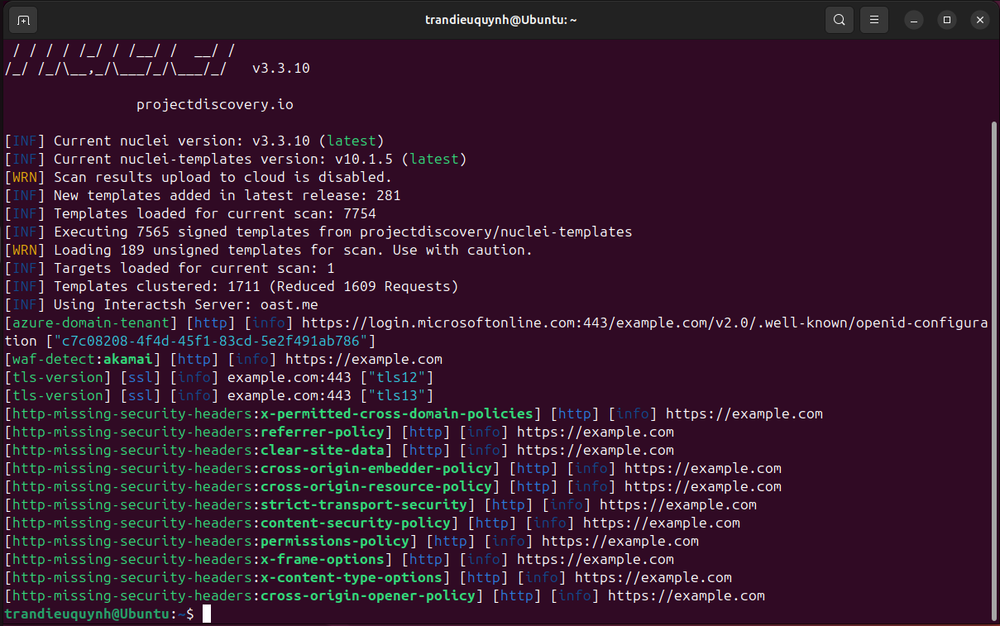 trandieuquynh@Ubuntu: ~
/ / / / /_/ / /__/ /  __/ /
/_/ /_/\__,_/\___/_/\___/_/   v3.3.10
projectdiscovery.io
[INF] Current nuclei version: v3.3.10 (latest)
[INF] Current nuclei-templates version: v10.1.5 (latest)
[WRN] Scan results upload to cloud is disabled.
[INF] New templates added in latest release: 281
[INF] Templates loaded for current scan: 7754
[INF] Executing 7565 signed templates from projectdiscovery/nuclei-templates
[WRN] Loading 189 unsigned templates for scan. Use with caution.
[INF] Targets loaded for current scan: 1
[INF] Templates clustered: 1711 (Reduced 1609 Requests)
[INF] Using Interactsh Server: oast.me
[azure-domain-tenant] [http] [info] https://login.microsoftonline.com:443/example.com/v2.0/.well-known/openid-configura
tion ["c7c08208-4f4d-45f1-83cd-5e2f491ab786"]
[waf-detect:akamai] [http] [info] https://example.com
[tls-version] [ssl] [info] example.com:443 ["tls12"]
[tls-version] [ssl] [info] example.com:443 ["tls13"]
[http-missing-security-headers:x-permitted-cross-domain-policies] [http] [info] https://example.com
[http-missing-security-headers:referrer-policy] [http] [info] https://example.com
[http-missing-security-headers:clear-site-data] [http] [info] https://example.com
[http-missing-security-headers:cross-origin-embedder-policy] [http] [info] https://example.com
[http-missing-security-headers:cross-origin-resource-policy] [http] [info] https://example.com
[http-missing-security-headers:strict-transport-security] [http] [info] https://example.com
[http-missing-security-headers:content-security-policy] [http] [info] https://example.com
[http-missing-security-headers:permissions-policy] [http] [info] https://example.com
[http-missing-security-headers:x-frame-options] [http] [info] https://example.com
[http-missing-security-headers:x-content-type-options] [http] [info] https://example.com
[http-missing-security-headers:cross-origin-opener-policy] [http] [info] https://example.com
trandieuquynh@Ubuntu:~$